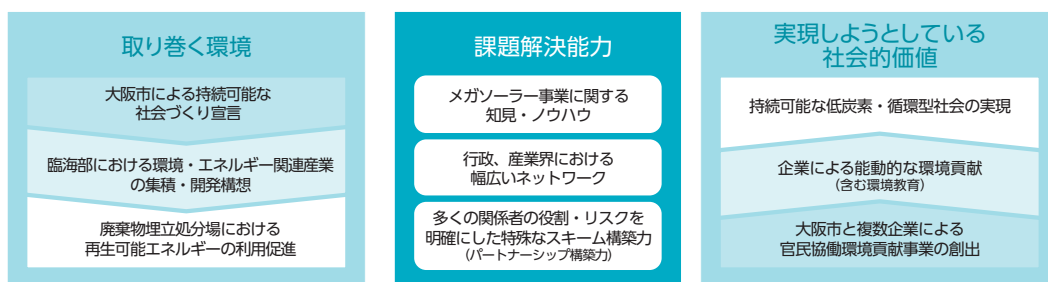 取り巻く環境
大阪市による持続可能な
社会づくり宣言
臨海部における環境・エネルギー関連産業
の集積・開発構想
廃棄物埋立処分場における
再生可能エネルギーの利用促進
課題解決能力
メガソーラー事業に関する
知見・ノウハウ
行政、産業界における
幅広いネットワーク
多くの関係者の役割・リスクを
明確にした特殊なスキーム構築力
(パートナーシップ構築力)
実現しようとしている
社会的価値
持続可能な低炭素・循環型社会の実現
企業による能動的な環境貢献
(含む環境教育)
大阪市と複数企業による
官民協働環境貢献事業の創出